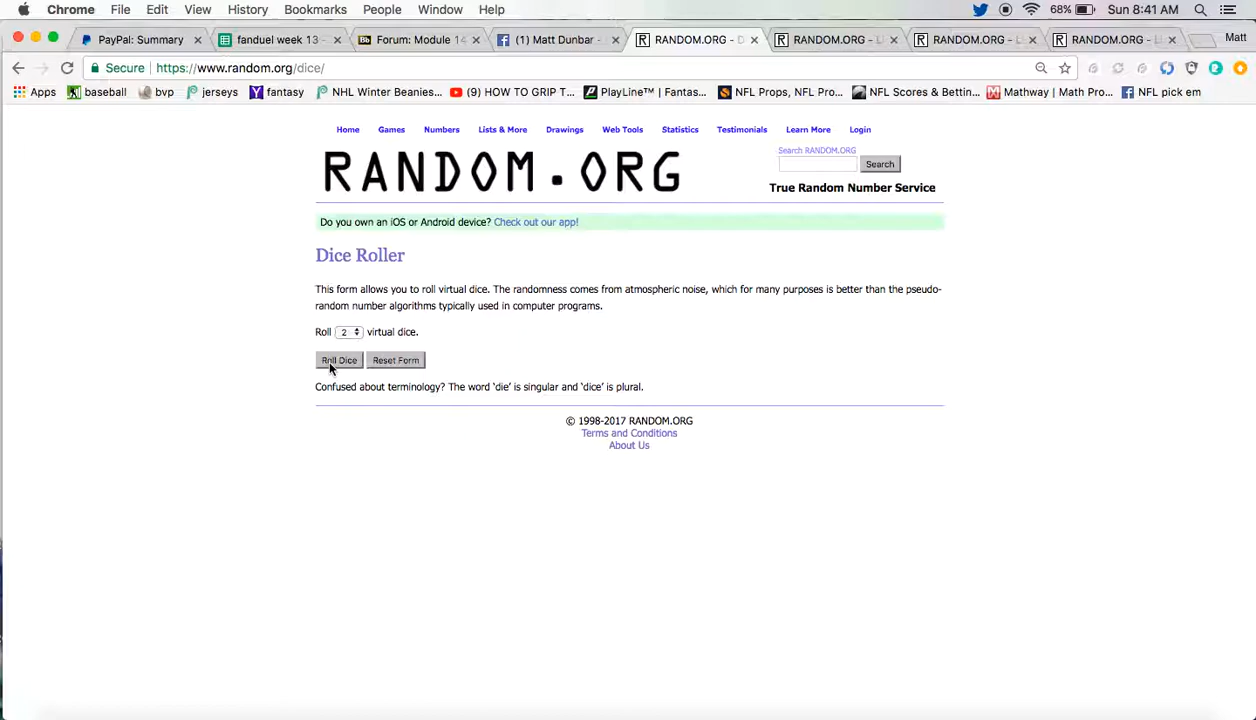 Chrome File Edit View History Bookmarks People Window Help 68% Sun 8:41 AM
PayPal: Summary fanduel week 13 - Bb Forum: Module 14 (1) Matt Dunbar - RANDOM.ORG - D RANDOM.ORG - L RANDOM.ORG - L RANDOM.ORG - L Matt
Secure https://www.random.org/dice/
Apps baseball bvp jerseys fantasy NHL Winter Beanies... (9) HOW TO GRIP T... PlayLine™ | Fantas... NFL Props, NFL Pro... NFL Scores & Bettin... Mathway | Math Pro... NFL pick em
Home Games Numbers Lists & More Drawings Web Tools Statistics Testimonials Learn More Login
Search RANDOM.ORG
RANDOM.ORG
Search
True Random Number Service
Do you own an iOS or Android device? Check out our app!
Dice Roller
This form allows you to roll virtual dice. The randomness comes from atmospheric noise, which for many purposes is better than the pseudo-
random number algorithms typically used in computer programs.
Roll 2 virtual dice.
Roll Dice Reset Form
Confused about terminology? The word ‘die’ is singular and ‘dice’ is plural.
© 1998-2017 RANDOM.ORG
Terms and Conditions
About Us